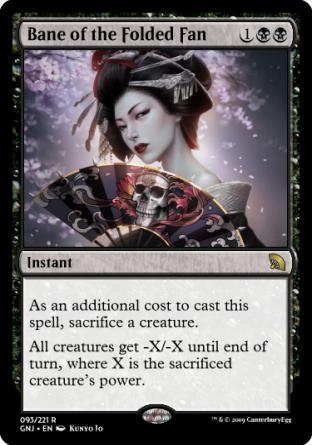 Bane of the Folded Fan 1
Instant
As an additional cost to cast this
spell, sacrifice a creature.
All creatures get -X/-X until end of
turn, where X is the sacrificed
creature's power.
093/221 R
GNJ • EN Kunyo Io
™ & © 2019 CanterburyEgg